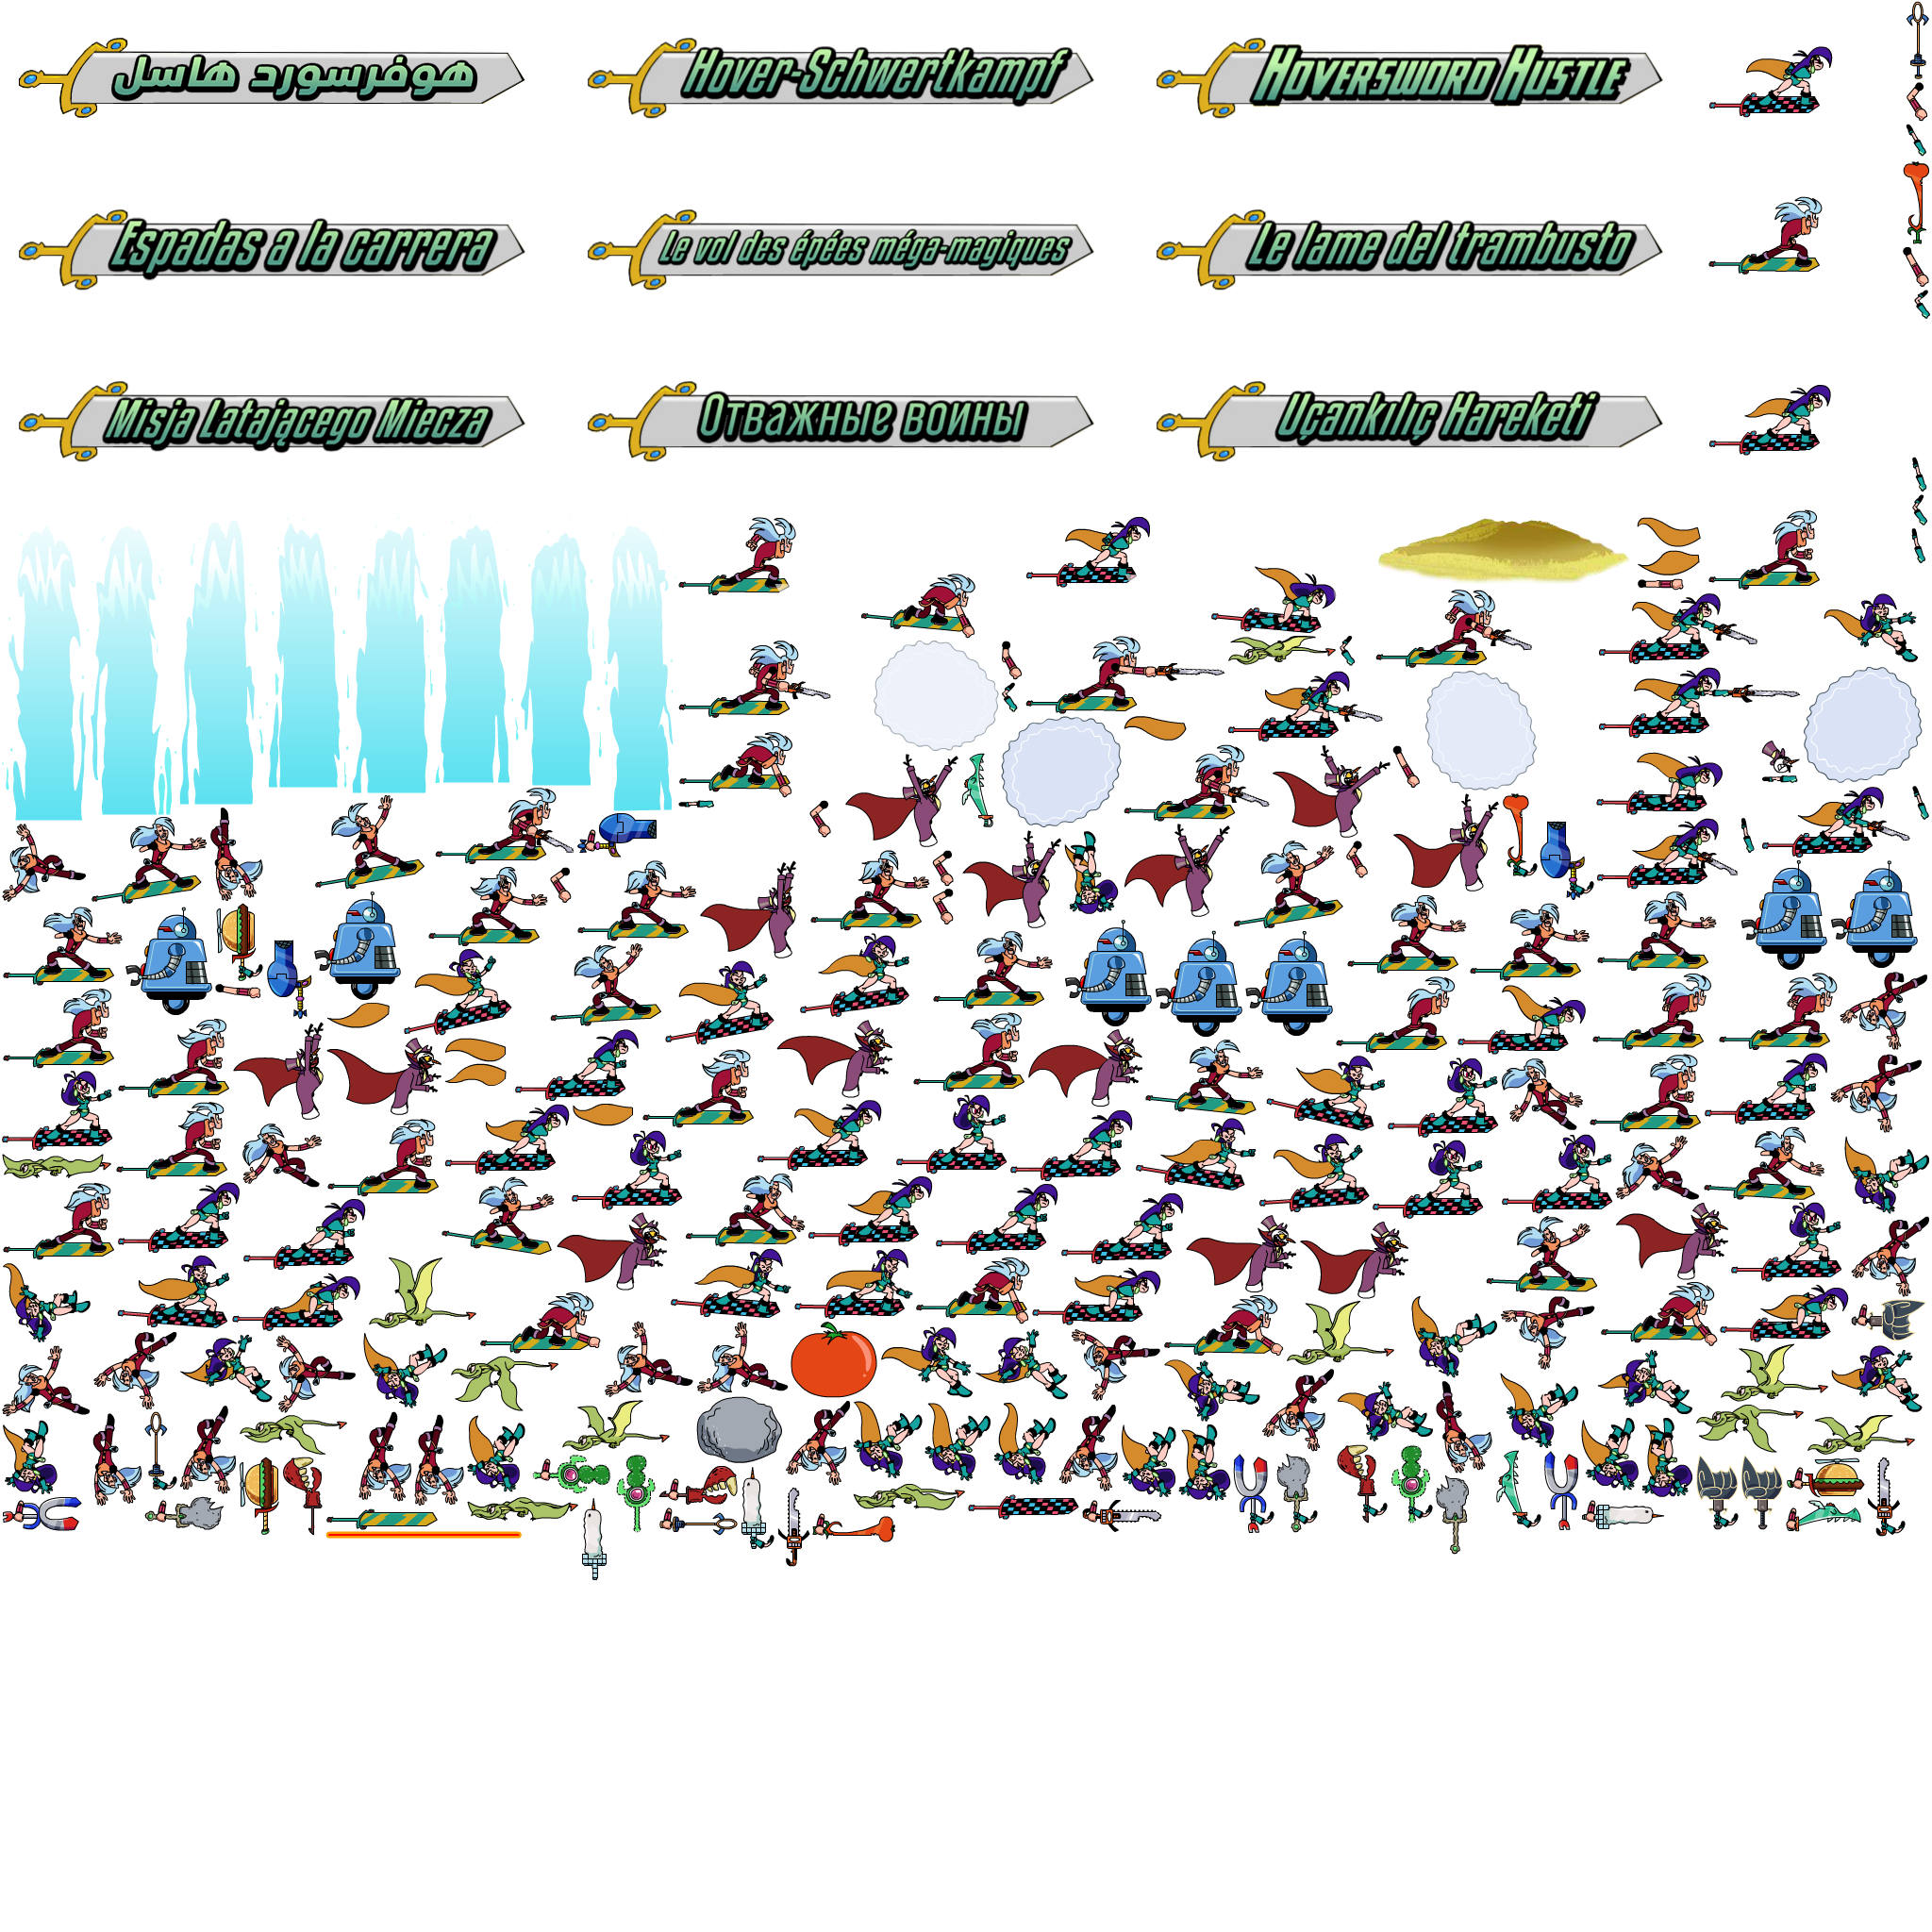 هوفرسورد هاسل
Hover-Schwertkampf
Hoversword Hustle
Espadas a la carrera
Le vol des épées méga-magiques
Le lame del trambusto
Misja Latającego Miecza
Отважные воины
Uçankılıç Hareketi